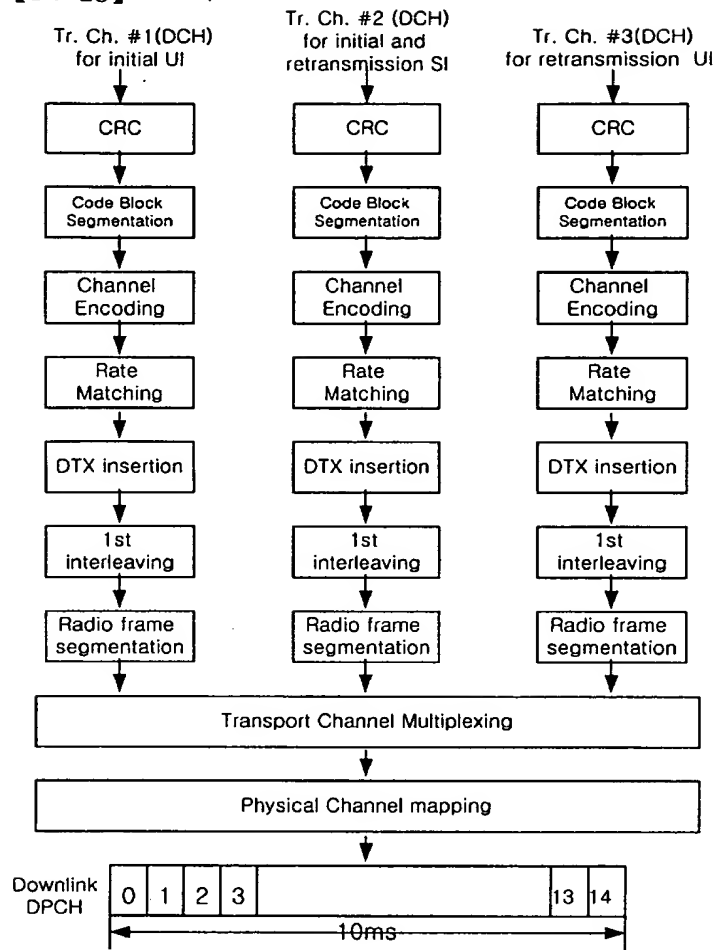 Tr. Ch. #1(DCH)
for initial UI
Tr. Ch. #2 (DCH)
for initial and
retransmission SI
Tr. Ch. #3(DCH)
for retransmission UI
CRC
CRC
CRC
Code Block
Segmentation
Code Block
Segmentation
Code Block
Segmentation
Channel
Encoding
Channel
Encoding
Channel
Encoding
Rate
Matching
Rate
Matching
Rate
Matching
DTX insertion
DTX insertion
DTX insertion
1st
interleaving
1st
interleaving
1st
interleaving
Radio frame
segmentation
Radio frame
segmentation
Radio frame
segmentation
Transport Channel Multiplexing
Physical Channel mapping
Downlink
DPCH
0 1 2 3 13 14
10ms